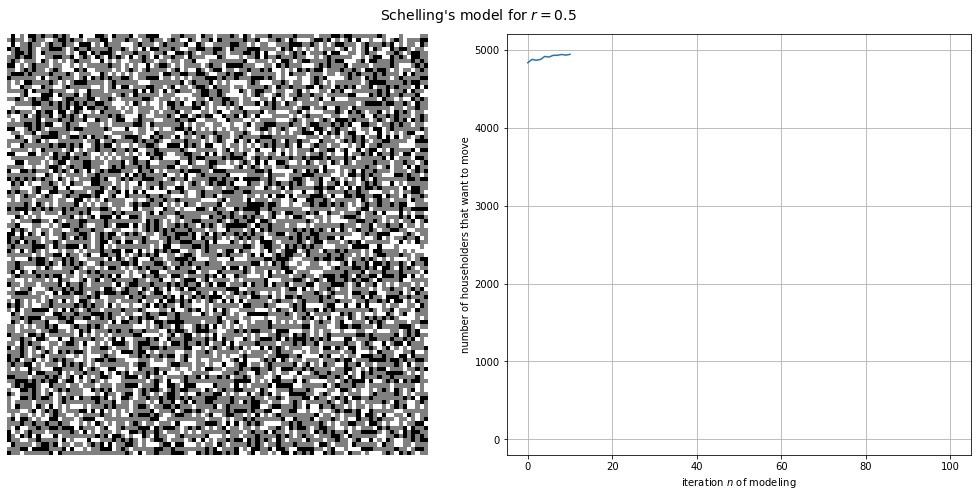 Schelling's model for r = 0.5
number of householders that want to move
5000
4000
3000
2000
1000
0
0 20 40 60 80 100
iteration n of modeling